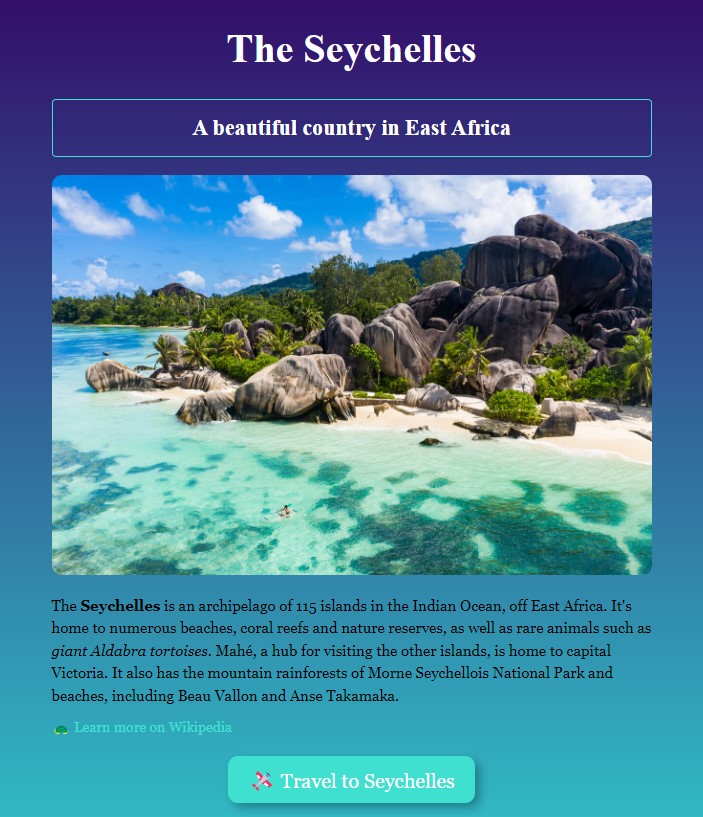 The Seychelles
A beautiful country in East Africa
The Seychelles is an archipelago of 115 islands in the Indian Ocean, off East Africa. It's
home to numerous beaches, coral reefs and nature reserves, as well as rare animals such as
giant Aldabra tortoises. Mahé, a hub for visiting the other islands, is home to capital
Victoria. It also has the mountain rainforests of Morne Seychellois National Park and
beaches, including Beau Vallon and Anse Takamaka.
Learn more on Wikipedia
Travel to Seychelles